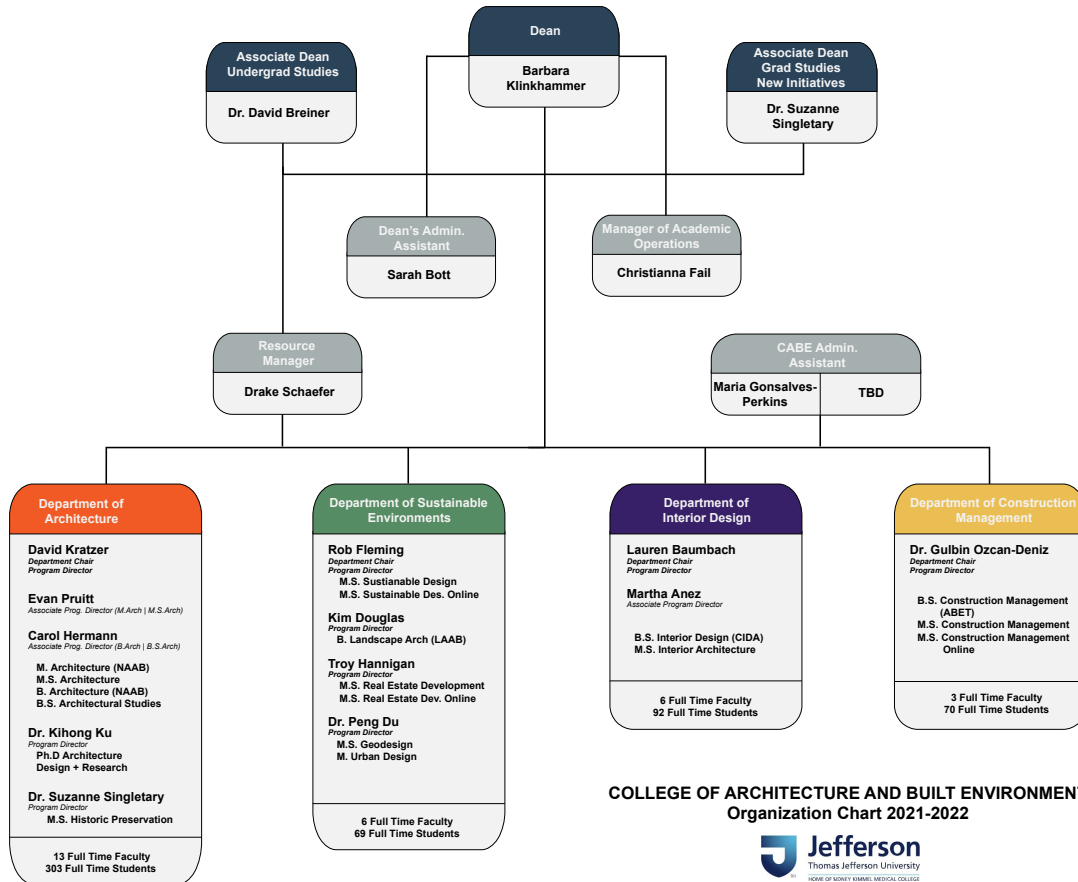 Dean
Barbara
Klinkhammer
Associate Dean
Undergrad Studies
Dr. David Breiner
Associate Dean
Grad Studies
New Initiatives
Dr. Suzanne
Singletary
Dean's Admin.
Assistant
Sarah Bott
Manager of Academic
Operations
Christianna Fail
Resource
Manager
Drake Schaefer
CABE Admin.
Assistant
Maria Gonsalves-
Perkins
TBD
Department of
Architecture
David Kratzer
Department Chair
Program Director
Evan Pruitt
Associate Prog. Director (M.Arch | M.S.Arch)
Carol Hermann
Associate Prog. Director (B.Arch | B.S.Arch)
M. Architecture (NAAB)
M.S. Architecture
B. Architecture (NAAB)
B.S. Architectural Studies
Dr. Kihong Ku
Program Director
Ph.D Architecture
Design + Research
Dr. Suzanne Singletary
Program Director
M.S. Historic Preservation
13 Full Time Faculty
303 Full Time Students
Department of Sustainable
Environments
Rob Fleming
Department Chair
Program Director
M.S. Sustianable Design
M.S. Sustainable Des. Online
Kim Douglas
Program Director
B. Landscape Arch (LAAB)
Troy Hannigan
Program Director
M.S. Real Estate Development
M.S. Real Estate Dev. Online
Dr. Peng Du
Program Director
M.S. Geodesign
M. Urban Design
6 Full Time Faculty
69 Full Time Students
Department of
Interior Design
Lauren Baumbach
Department Chair
Program Director
Martha Anez
Associate Program Director
B.S. Interior Design (CIDA)
M.S. Interior Architecture
6 Full Time Faculty
92 Full Time Students
Department of Construction
Management
Dr. Gulbin Ozcan-Deniz
Department Chair
Program Director
B.S. Construction Management
(ABET)
M.S. Construction Management
M.S. Construction Management
Online
3 Full Time Faculty
70 Full Time Students
COLLEGE OF ARCHITECTURE AND BUILT ENVIRONMENT
Organization Chart 2021-2022
Jefferson
Thomas Jefferson University
HOME OF SIDNEY KIMMEL MEDICAL COLLEGE